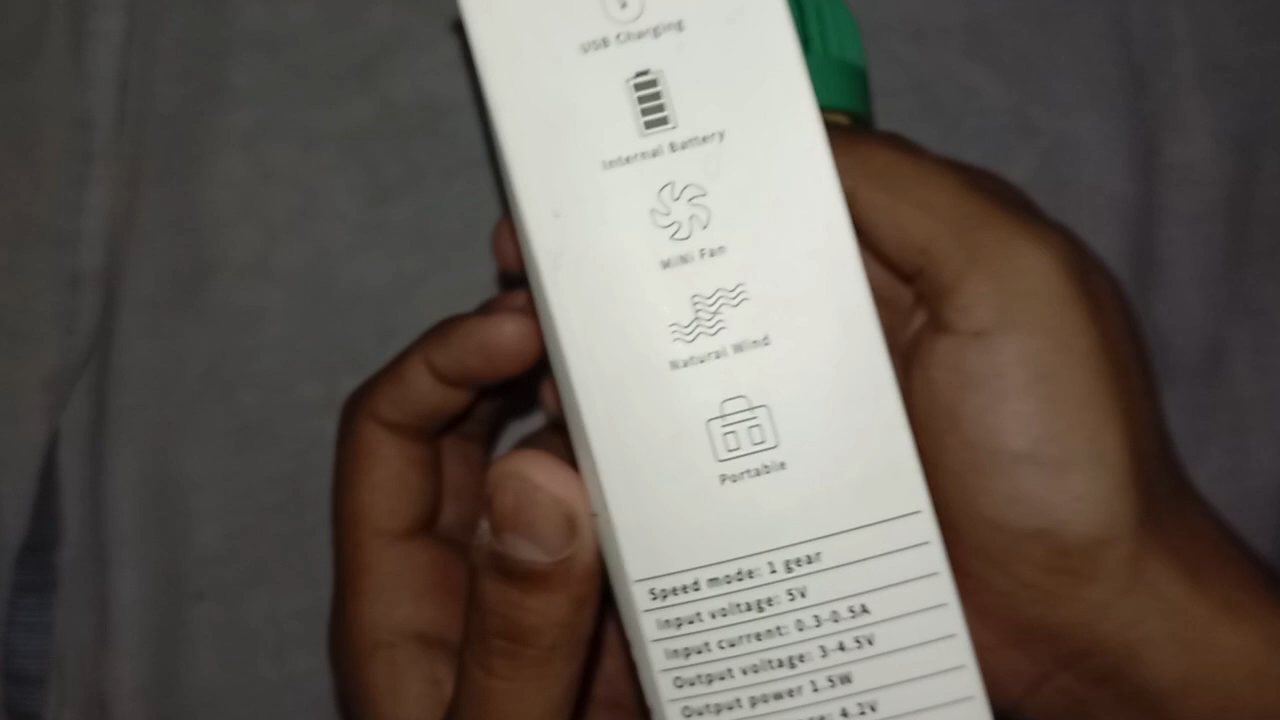 USB Charging
Internal Battery
MiNi Fan
Natural Wind
Portable
Speed mode: 1 gear
Input voltage: 5V
Input current: 0.3-0.5A
Output voltage: 3-4.5V
Output power 1.5W
4.2V